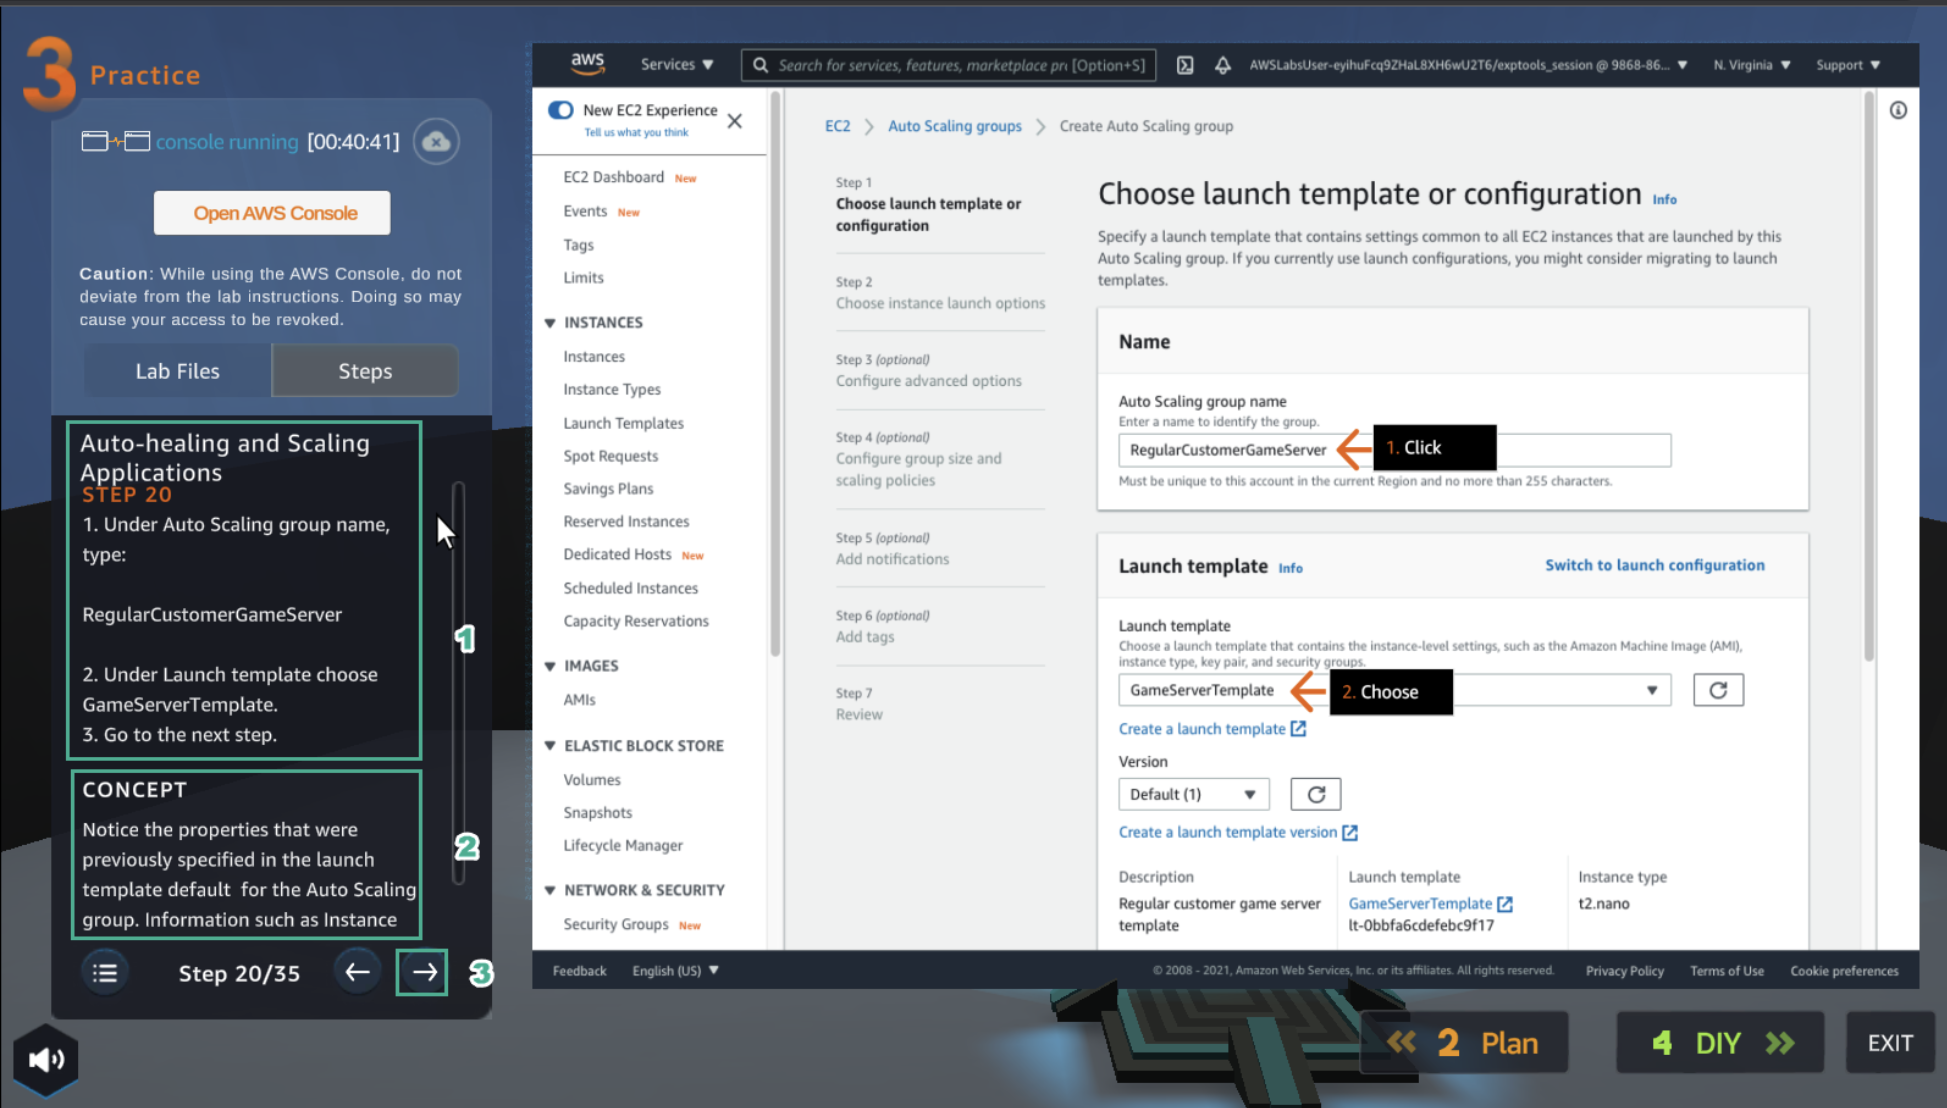 3 Practice
console running [00:40:41]
Open AWS Console
Caution: While using the AWS Console, do not
deviate from the lab instructions. Doing so may
cause your access to be revoked.
Lab Files
Steps
Auto-healing and Scaling
Applications
STEP 20
1. Under Auto Scaling group name,
type:
RegularCustomerGameServer
2. Under Launch template choose
GameServerTemplate.
3. Go to the next step.
1
CONCEPT
Notice the properties that were
previously specified in the launch
template default for the Auto Scaling
group. Information such as Instance
2
Step 20/35
3
aws
Services
Search for services, features, marketplace pr [Option+S]
AWSLabsUser-eyihuFcq9ZHaL8XH6wU2T6/exptools_session @ 9868-86...
N. Virginia
Support
New EC2 Experience
Tell us what you think
EC2 Dashboard New
Events New
Tags
Limits
INSTANCES
Instances
Instance Types
Launch Templates
Spot Requests
Savings Plans
Reserved Instances
Dedicated Hosts New
Scheduled Instances
Capacity Reservations
IMAGES
AMIs
ELASTIC BLOCK STORE
Volumes
Snapshots
Lifecycle Manager
NETWORK & SECURITY
Security Groups New
EC2 > Auto Scaling groups > Create Auto Scaling group
Step 1
Choose launch template or
configuration
Step 2
Choose instance launch options
Step 3 (optional)
Configure advanced options
Step 4 (optional)
Configure group size and
scaling policies
Step 5 (optional)
Add notifications
Step 6 (optional)
Add tags
Step 7
Review
Choose launch template or configuration Info
Specify a launch template that contains settings common to all EC2 instances that are launched by this
Auto Scaling group. If you currently use launch configurations, you might consider migrating to launch
templates.
Name
Auto Scaling group name
Enter a name to identify the group.
RegularCustomerGameServer
1. Click
Must be unique to this account in the current Region and no more than 255 characters.
Launch template Info
Switch to launch configuration
Launch template
Choose a launch template that contains the instance-level settings, such as the Amazon Machine Image (AMI),
instance type, key pair, and security groups.
GameServerTemplate
2. Choose
Create a launch template
Version
Default (1)
Create a launch template version
Description
Regular customer game server
template
Launch template
GameServerTemplate
lt-0bbfa6cdefebc9f17
Instance type
t2.nano
Feedback
English (US)
© 2008 - 2021, Amazon Web Services, Inc. or its affiliates. All rights reserved.
Privacy Policy
Terms of Use
Cookie preferences
2 Plan
4 DIY
EXIT